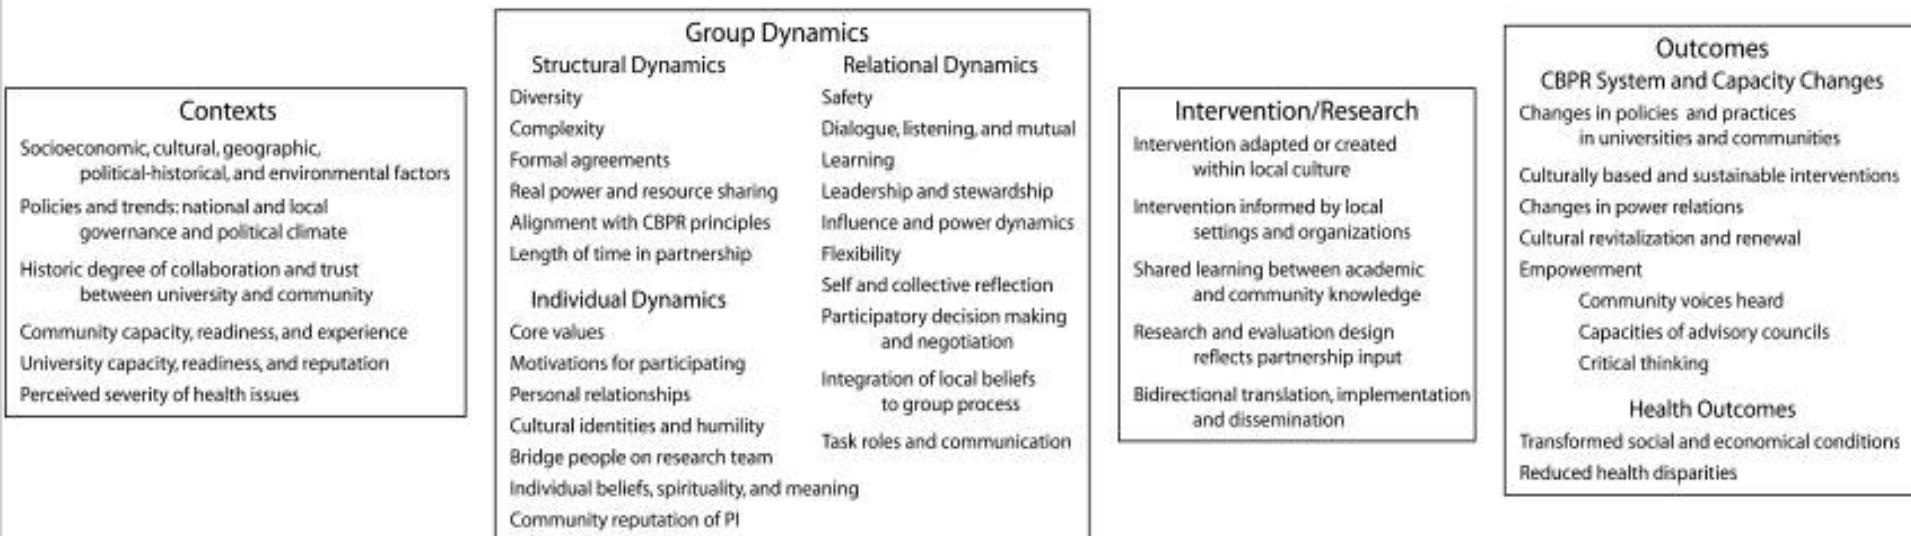 Contexts
Socioeconomic, cultural, geographic,
political-historical, and environmental factors
Policies and trends: national and local
governance and political climate
Historic degree of collaboration and trust
between university and community
Community capacity, readiness, and experience
University capacity, readiness, and reputation
Perceived severity of health issues
Group Dynamics
Structural Dynamics
Diversity
Complexity
Formal agreements
Real power and resource sharing
Alignment with CBPR principles
Length of time in partnership
Individual Dynamics
Core values
Motivations for participating
Personal relationships
Cultural identities and humility
Bridge people on research team
Individual beliefs, spirituality, and meaning
Community reputation of PI
Relational Dynamics
Safety
Dialogue, listening, and mutual
Learning
Leadership and stewardship
Influence and power dynamics
Flexibility
Self and collective reflection
Participatory decision making
and negotiation
Integration of local beliefs
to group process
Task roles and communication
Intervention/Research
Intervention adapted or created
within local culture
Intervention informed by local
settings and organizations
Shared learning between academic
and community knowledge
Research and evaluation design
reflects partnership input
Bidirectional translation, implementation
and dissemination
Outcomes
CBPR System and Capacity Changes
Changes in policies and practices
in universities and communities
Culturally based and sustainable interventions
Changes in power relations
Cultural revitalization and renewal
Empowerment
Community voices heard
Capacities of advisory councils
Critical thinking
Health Outcomes
Transformed social and economical conditions
Reduced health disparities